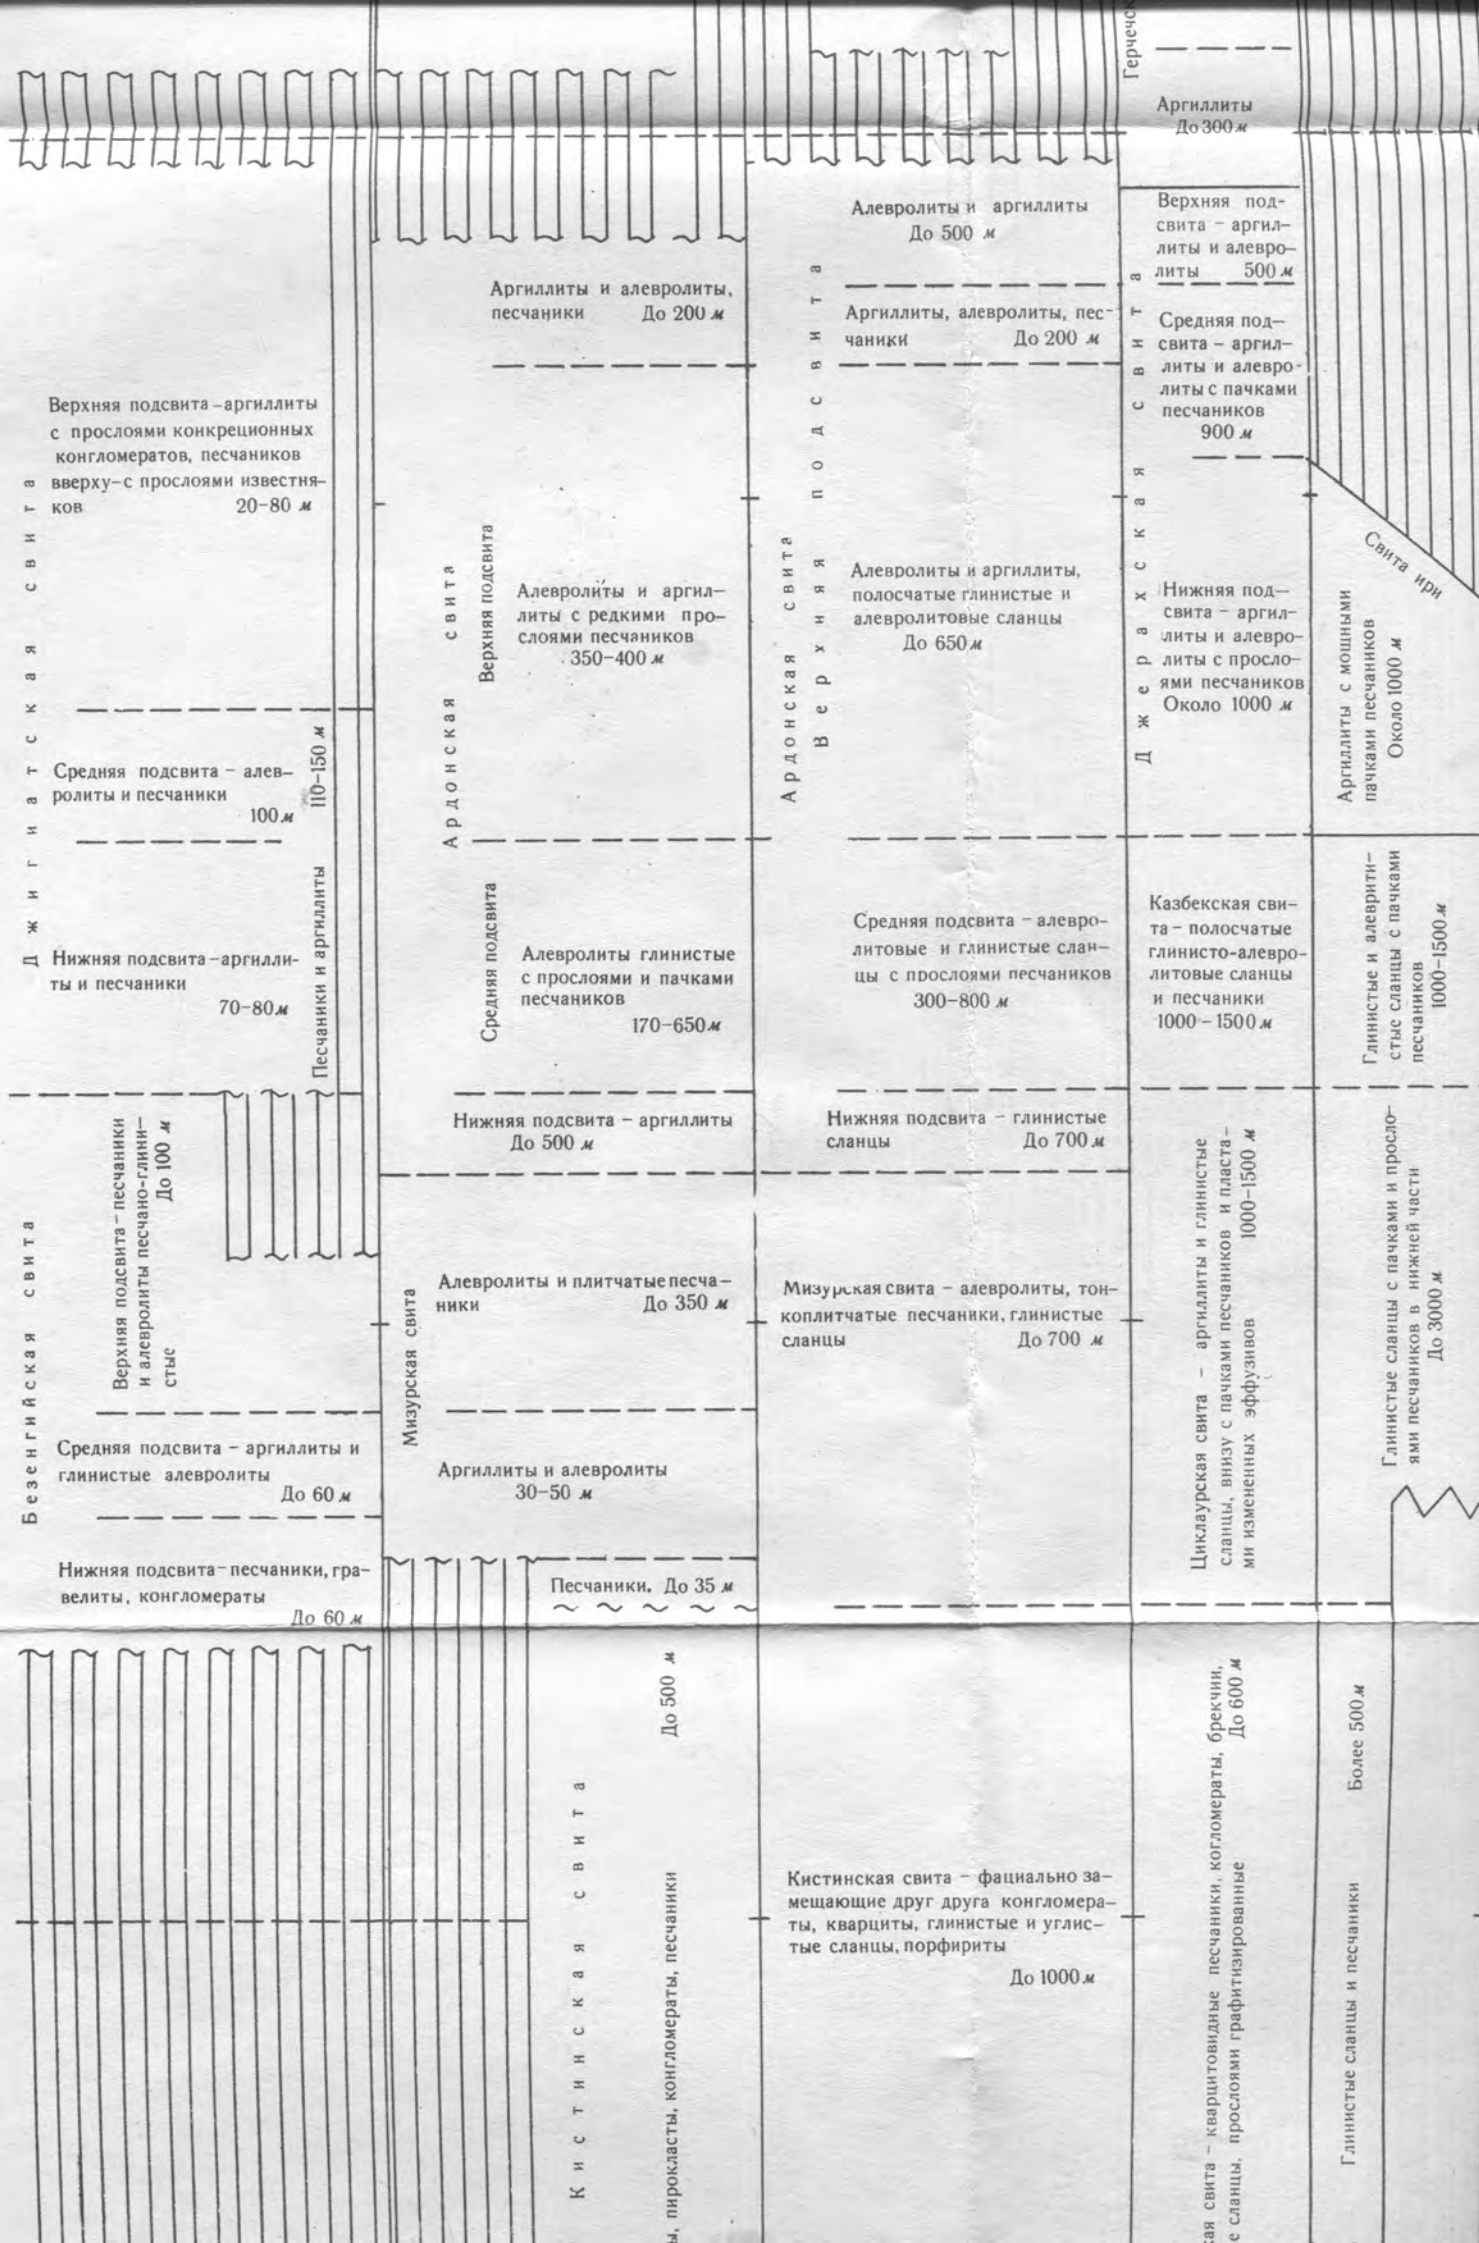 Джигиатская свита
Верхняя подсвита-аргиллиты
с прослоями конкреционных
конгломератов, песчаников
вверху-с прослоями известня-
ков 20-80 м
Средняя подсвита - алев-
ролиты и песчаники
100 м
Нижняя подсвита-аргилли-
ты и песчаники
70-80 м
Песчаники и аргиллиты 110-150 м
Безенгийская свита
Верхняя подсвита - песчаники
и алевролиты песчано-глини-
стые До 100 м
Средняя подсвита - аргиллиты и
глинистые алевролиты
До 60 м
Нижняя подсвита-песчаники, гра-
велиты, конгломераты
До 60 м
Ардонская свита
Аргиллиты и алевролиты,
песчаники До 200 м
Верхняя подсвита
Алевролиты и аргил-
литы с редкими про-
слоями песчаников
350-400 м
Средняя подсвита
Алевролиты глинистые
с прослоями и пачками
песчаников
170-650 м
Нижняя подсвита - аргиллиты
До 500 м
Мизурская свита
Алевролиты и плитчатые песча-
ники До 350 м
Аргиллиты и алевролиты
30-50 м
Песчаники. До 35 м
Кистинская свита
пирокласты, конгломераты, песчаники
До 500 м
Ардонская свита
Верхняя подсвита
Алевролиты и аргиллиты
До 500 м
Аргиллиты, алевролиты, пес-
чаники До 200 м
Алевролиты и аргиллиты,
полосчатые глинистые и
алевролитовые сланцы
До 650 м
Средняя подсвита - алевро-
литовые и глинистые слан-
цы с прослоями песчаников
300-800 м
Нижняя подсвита - глинистые
сланцы До 700 м
Мизурская свита - алевролиты, тон-
коплитчатые песчаники, глинистые
сланцы До 700 м
Кистинская свита - фациально за-
мещающие друг друга конгломера-
ты, кварциты, глинистые и углис-
тые сланцы, порфириты
До 1000 м
Аргиллиты
До 300 м
Джерахская свита
Верхняя под-
свита - аргил-
литы и алевро-
литы 500 м
Средняя под-
свита - аргил-
литы и алевро-
литы с пачками
песчаников
900 м
Нижняя под-
свита - аргил-
литы и алевро-
литы с просло-
ями песчаников
Около 1000 м
Казбекская сви-
та - полосчатые
глинисто-алевро-
литовые сланцы
и песчаники
1000-1500 м
Циклаурская свита - аргиллиты и глинистые
сланцы, внизу с пачками песчаников и пласта-
ми измененных эффузивов 1000-1500 м
свита - кварцитовидные песчаники, когломераты, брекчии,
сланцы, прослоями графитизированные До 600 м
Свита ири
Аргиллиты с мощными
пачками песчаников
Около 1000 м
Глинистые и алеврити-
стые сланцы с пачками
песчаников 1000-1500 м
Глинистые сланцы с пачками и просло-
ями песчаников в нижней части
До 3000 м
Глинистые сланцы и песчаники Более 500 м